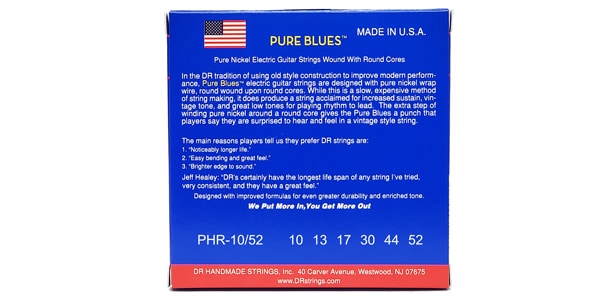 PURE BLUES™
MADE IN U.S.A.
Pure Nickel Electric Guitar Strings Wound With Round Cores
In the DR tradition of using old style construction to improve modern perform-
ance, Pure Blues™ electric guitar strings are designed with pure nickel wrap
wire, round wound upon round cores. While this is a slow, expensive method
of string making, it does produce a string acclaimed for increased sustain, vin-
tage tone, and great low tones for playing rhythm to lead. The extra step of
winding pure nickel around a round core gives the Pure Blues a punch that
players say they are surprised to hear and feel in a vintage style string.
The main reasons players tell us they prefer DR strings are:
1. "Noticeably longer life."
2. "Easy bending and great feel."
3. "Brighter edge to sound."
Jeff Healey: "DR's certainly have the longest life span of any string I've tried,
very consistent, and they have a great feel."
Designed with improved formulas for even greater durability and enriched tone.
We Put More In,You Get More Out
PHR-10/52 10 13 17 30 44 52
DR HANDMADE STRINGS, Inc. 40 Carver Avenue, Westwood, NJ 07675
www.DRstrings.com